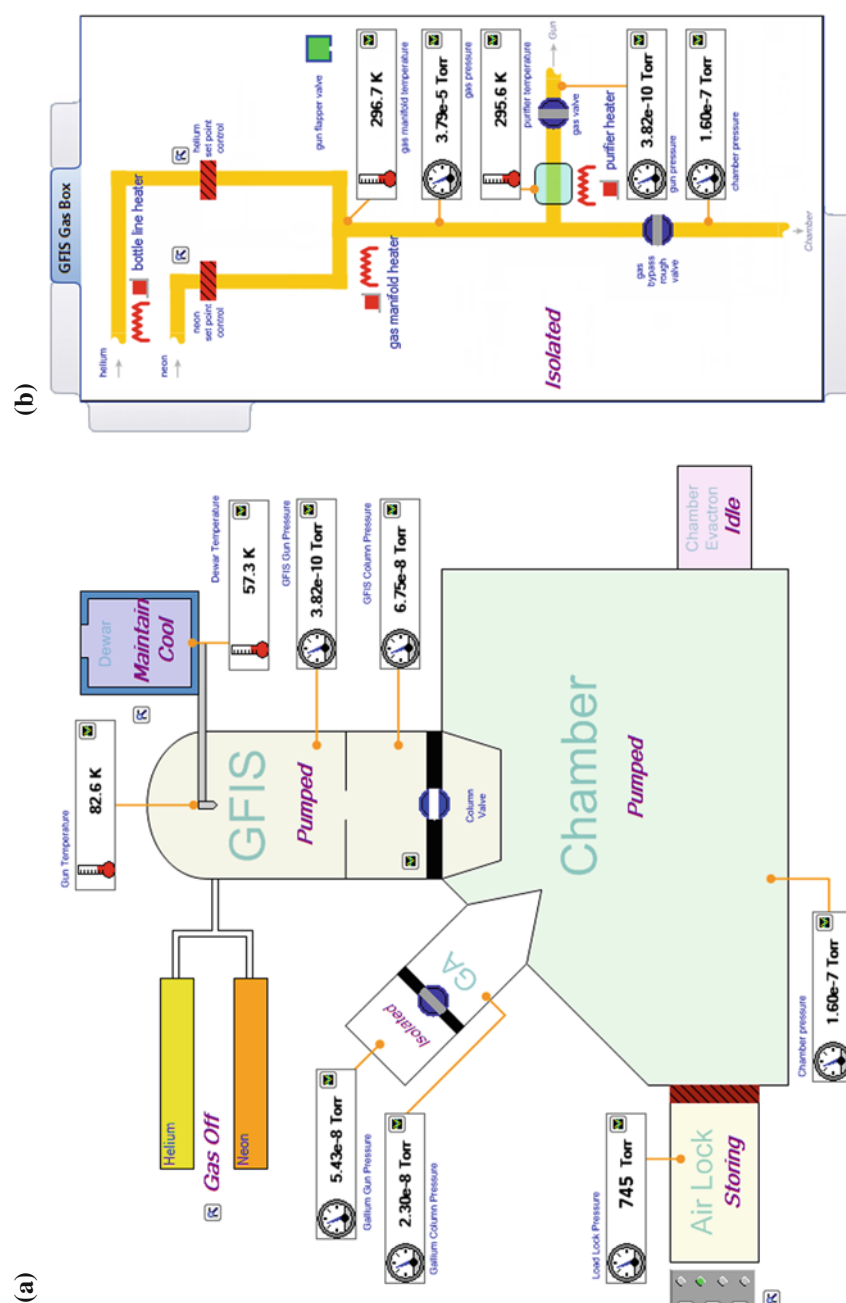 (a)
Helium
Gas Off
Neon
Gun Temperature
82.6 K
Dewar
Maintain
Cool
Dewar Temperature
57.3 K
GFIS
Pumped
GFIS Gun Pressure
3.82e-10 Torr
GFIS Column Pressure
6.75e-8 Torr
Column
Valve
5.43e-8 Torr
Gallium Gun Pressure
2.30e-8 Torr
Gallium Column Pressure
Isolated
GA
Chamber
Pumped
Chamber
Evactron
Idle
Load Lock Pressure
745 Torr
Air Lock
Storing
Chamber pressure
1.60e-7 Torr
(b)
GFIS Gas Box
helium
bottle line heater
neon
neon
set point
control
helium
set point
control
gun flapper valve
296.7 K
gas manifold temperature
gas manifold heater
3.79e-5 Torr
gas pressure
295.6 K
purifier temperature
Gun
gas valve
purifier heater
Isolated
3.82e-10 Torr
gun pressure
gas
bypass
rough
valve
1.60e-7 Torr
chamber pressure
Chamber